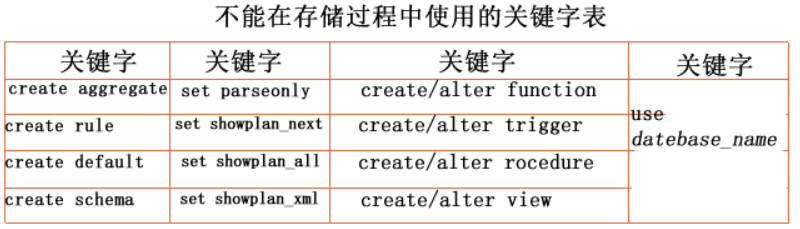 不能在存储过程中使用的关键字表
关键字 关键字 关键字 关键字
create aggregate set parseonly create/alter function
create rule set showplan_next create/alter trigger
use
datebase_name
create default set showplan_all create/alter rocedure
create schema set showplan_xml create/alter view